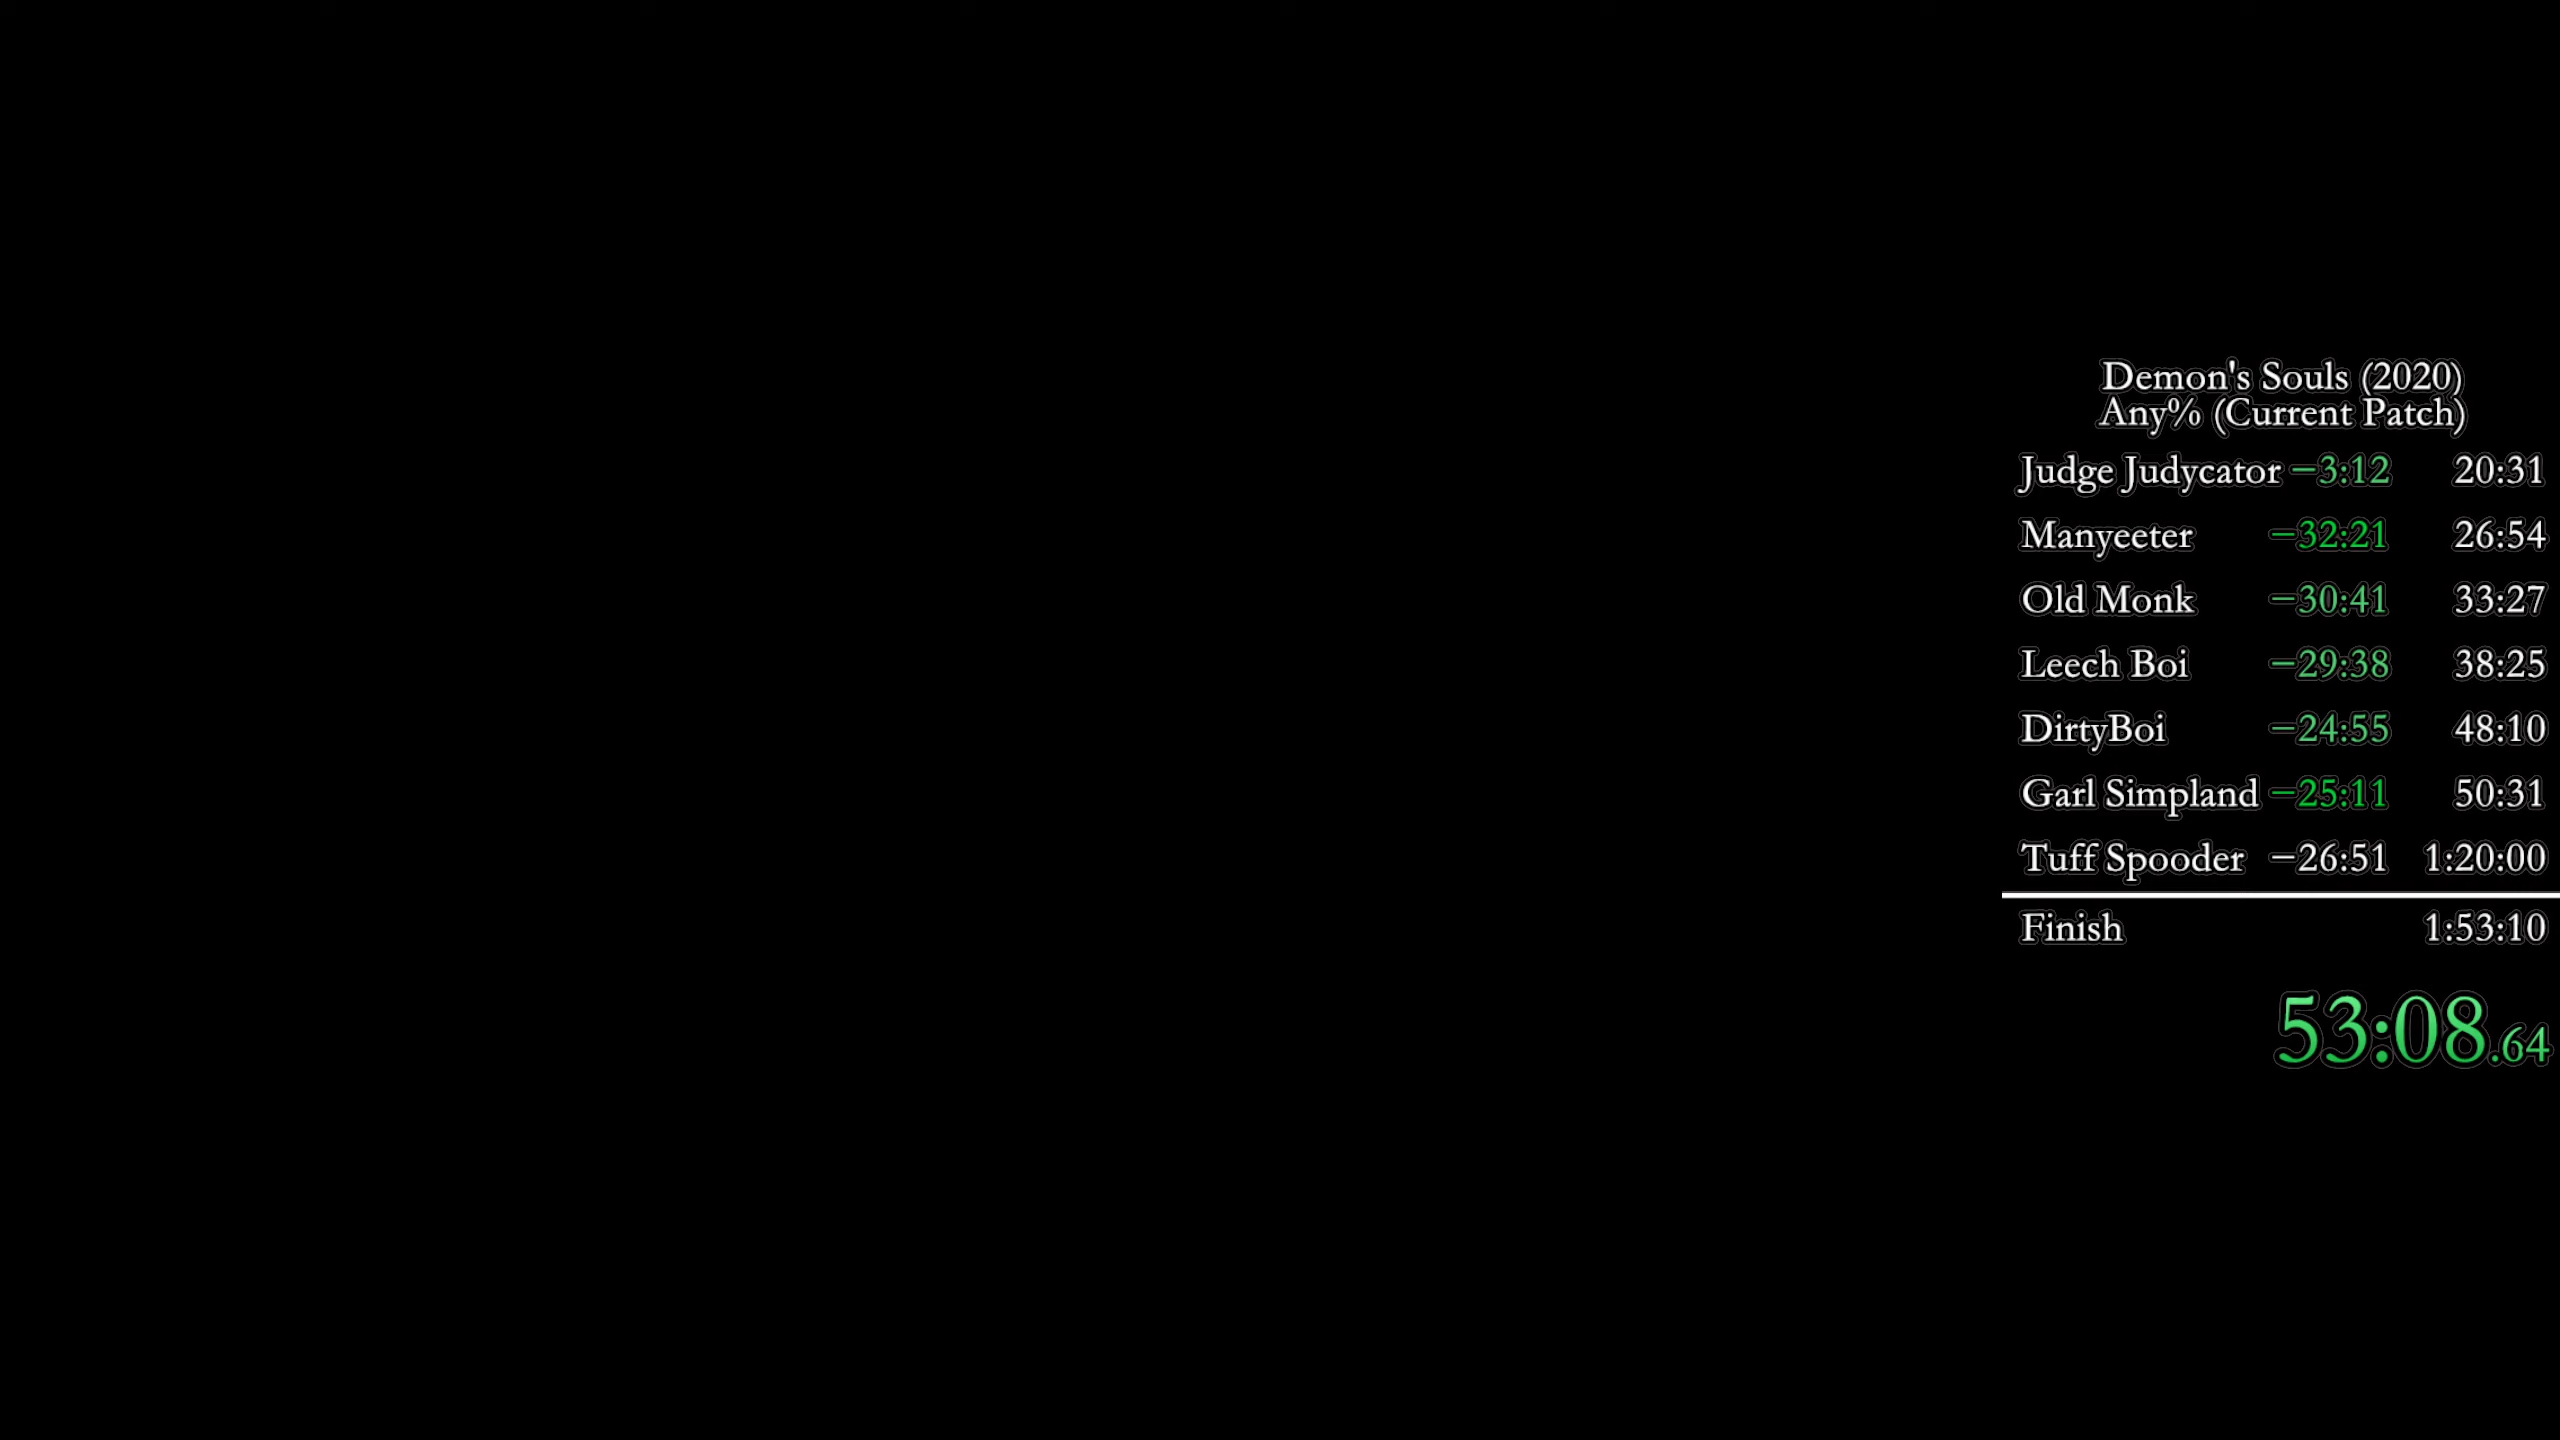 Demon's Souls (2020)
Any% (Current Patch)
Judge Judycator −3:12 20:31
Manyeeter −32:21 26:54
Old Monk −30:41 33:27
Leech Boi −29:38 38:25
DirtyBoi −24:55 48:10
Garl Simpland −25:11 50:31
Tuff Spooder −26:51 1:20:00
Finish 1:53:10
53:08.64